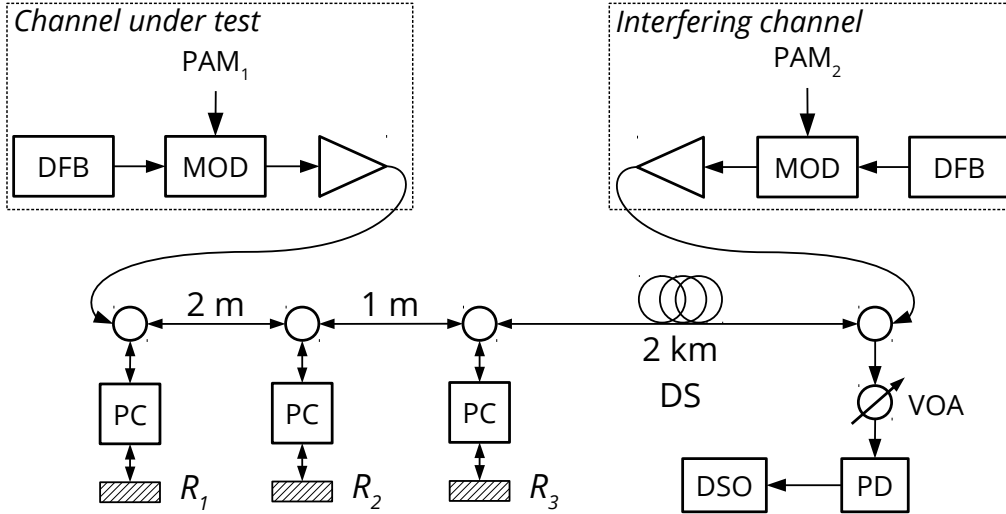 Channel under test
Interfering channel
PAM1
PAM2
DFB
MOD
MOD
DFB
2 m
1 m
2 km
DS
PC
PC
PC
VOA
R1
R2
R3
DSO
PD